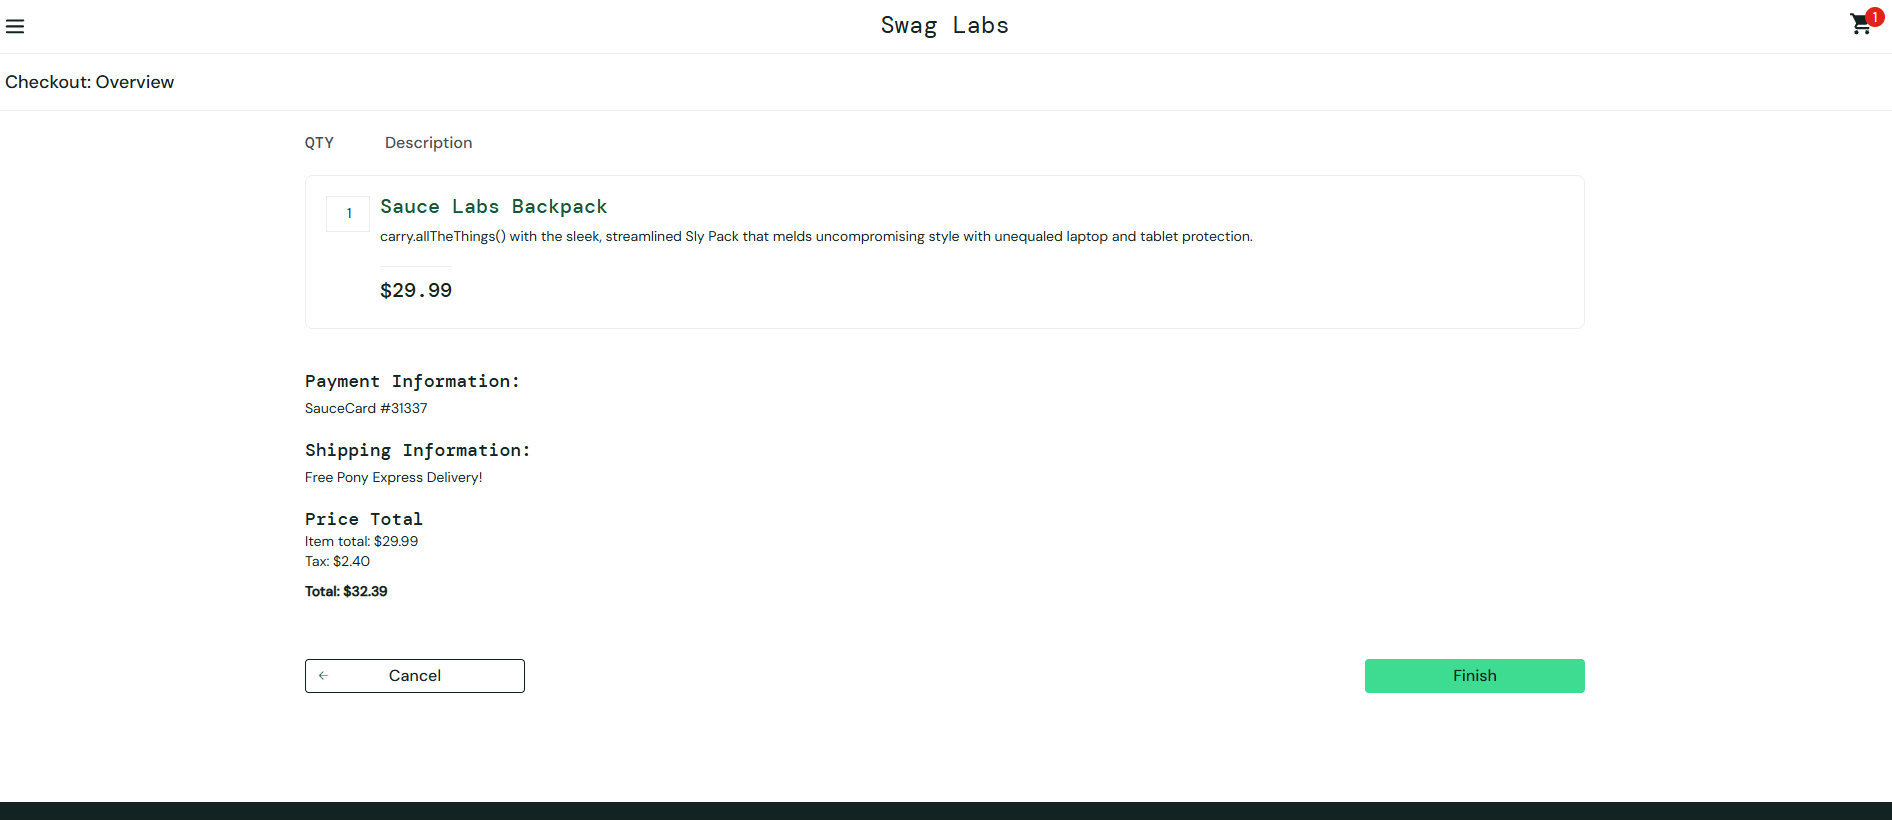 Swag Labs
1
Checkout: Overview
QTY Description
1
Sauce Labs Backpack
carry.allTheThings() with the sleek, streamlined Sly Pack that melds uncompromising style with unequaled laptop and tablet protection.
$29.99
Payment Information:
SauceCard #31337
Shipping Information:
Free Pony Express Delivery!
Price Total
Item total: $29.99
Tax: $2.40
Total: $32.39
Cancel
Finish